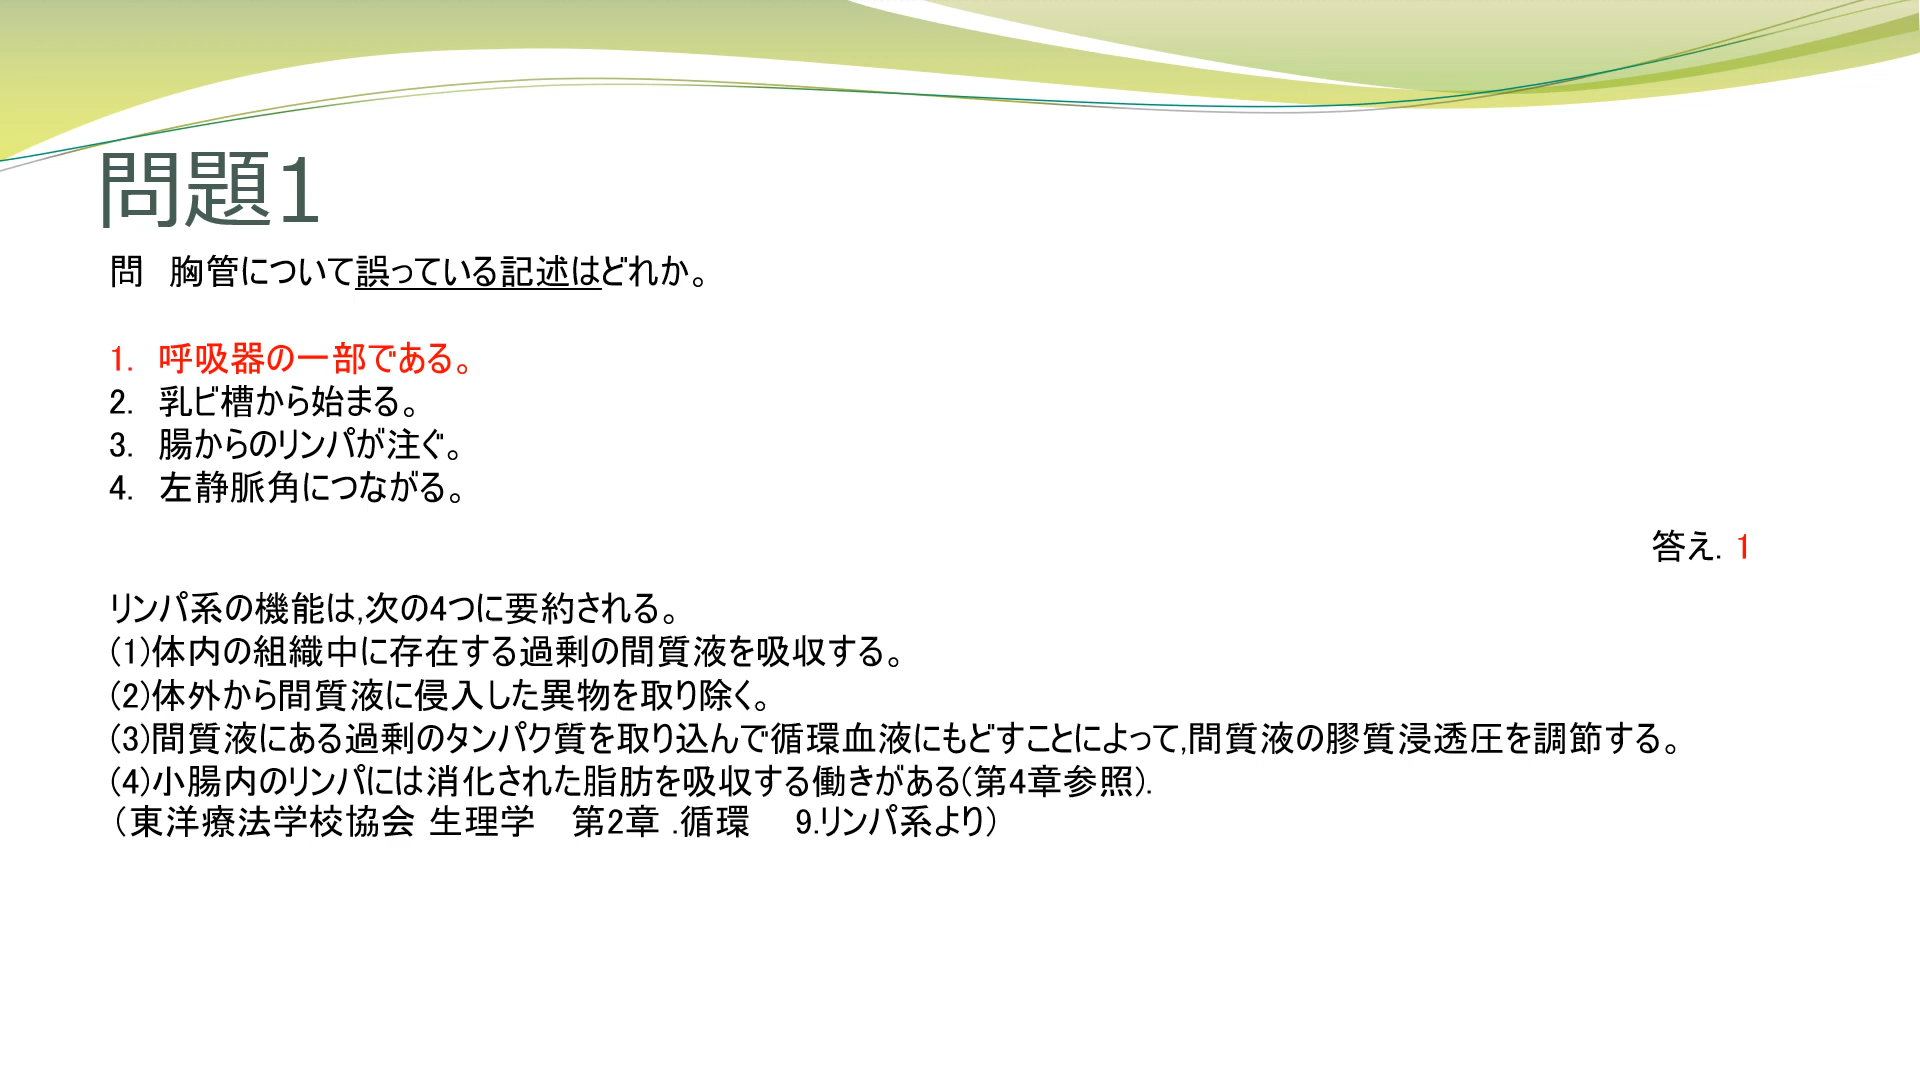 問題1
問　胸管について誤っている記述はどれか。
1. 呼吸器の一部である。
2. 乳ビ槽から始まる。
3. 腸からのリンパが注ぐ。
4. 左静脈角につながる。
答え. 1
リンパ系の機能は,次の4つに要約される。
(1)体内の組織中に存在する過剰の間質液を吸収する。
(2)体外から間質液に侵入した異物を取り除く。
(3)間質液にある過剰のタンパク質を取り込んで循環血液にもどすことによって,間質液の膠質浸透圧を調節する。
(4)小腸内のリンパには消化された脂肪を吸収する働きがある(第4章参照).
（東洋療法学校協会 生理学　第2章 .循環　 9.リンパ系より）